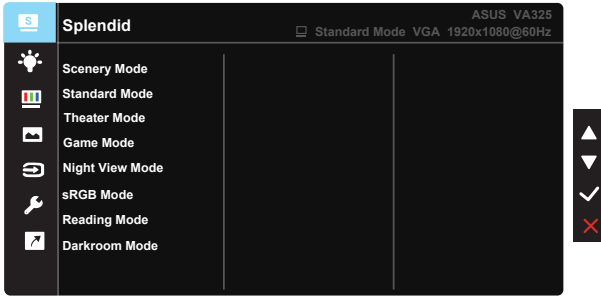 S
Splendid
ASUS VA325
Standard Mode VGA 1920x1080@60Hz
Scenery Mode
Standard Mode
Theater Mode
Game Mode
Night View Mode
sRGB Mode
Reading Mode
Darkroom Mode